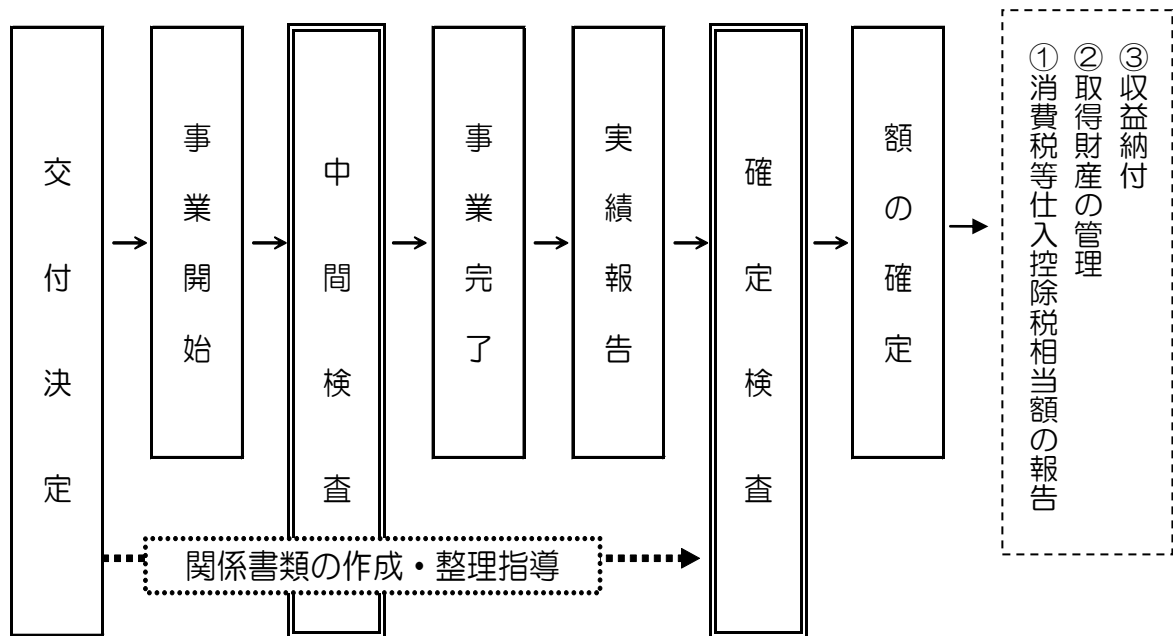 交付決定
事業開始
中間検査
事業完了
実績報告
確定検査
額の確定
③収益納付
②取得財産の管理
①消費税等仕入控除税相当額の報告
関係書類の作成・整理指導